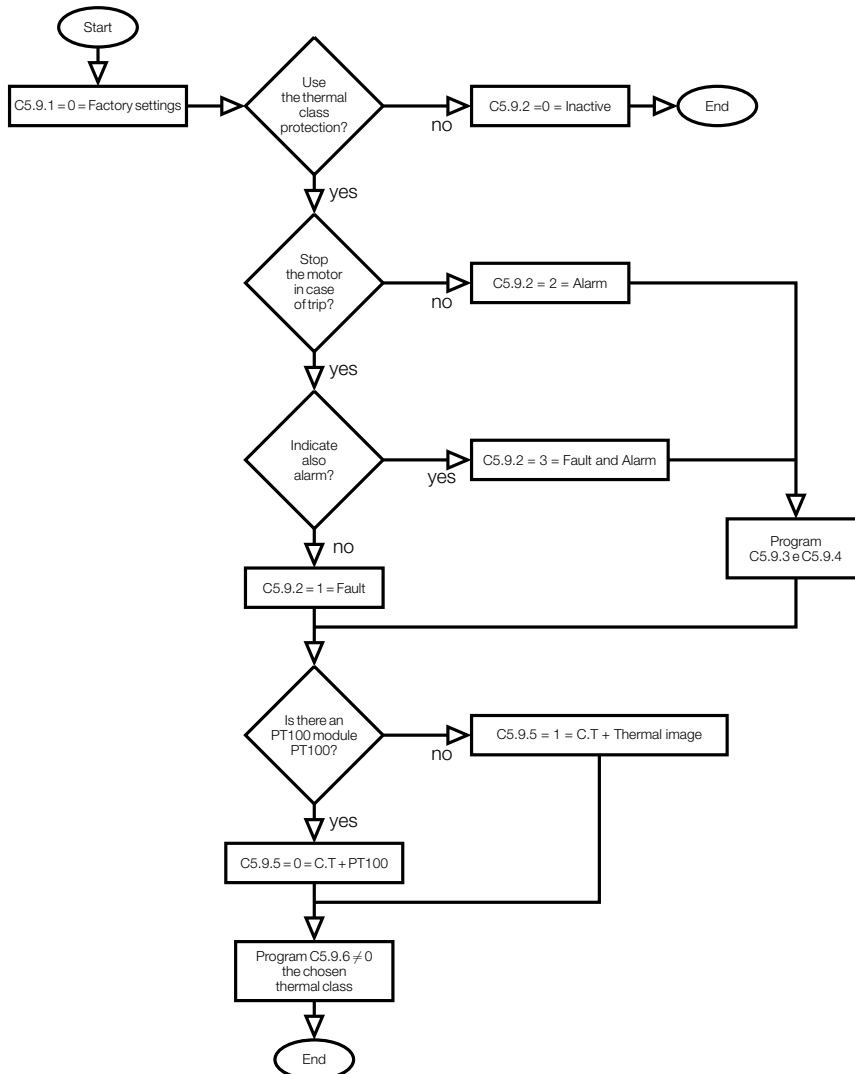 Start
C5.9.1 = 0 = Factory settings
Use
the thermal
class
protection?
no
C5.9.2 =0 = Inactive
End
yes
Stop
the motor
in case
of trip?
no
C5.9.2 = 2 = Alarm
yes
Indicate
also
alarm?
yes
C5.9.2 = 3 = Fault and Alarm
no
Program
C5.9.3 e C5.9.4
C5.9.2 = 1 = Fault
Is there an
PT100 module
PT100?
no
C5.9.5 = 1 = C.T + Thermal image
yes
C5.9.5 = 0 = C.T + PT100
Program C5.9.6 ≠ 0
the chosen
thermal class
End